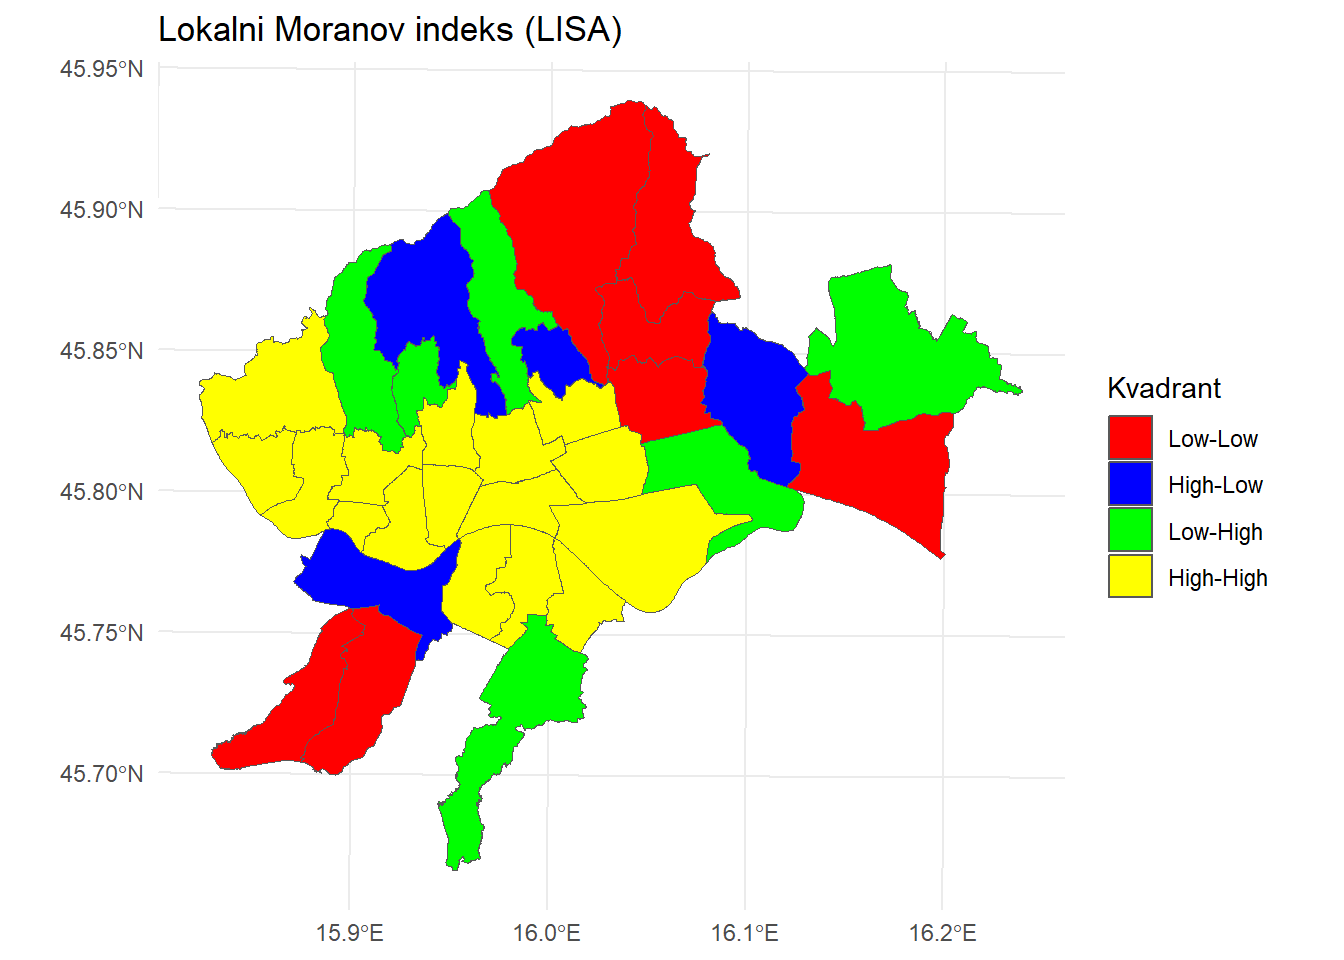 Lokalni Moranov indeks (LISA)
45.95°N
45.90°N
45.85°N
45.80°N
45.75°N
45.70°N
15.9°E
16.0°E
16.1°E
16.2°E
Kvadrant
Low-Low
High-Low
Low-High
High-High